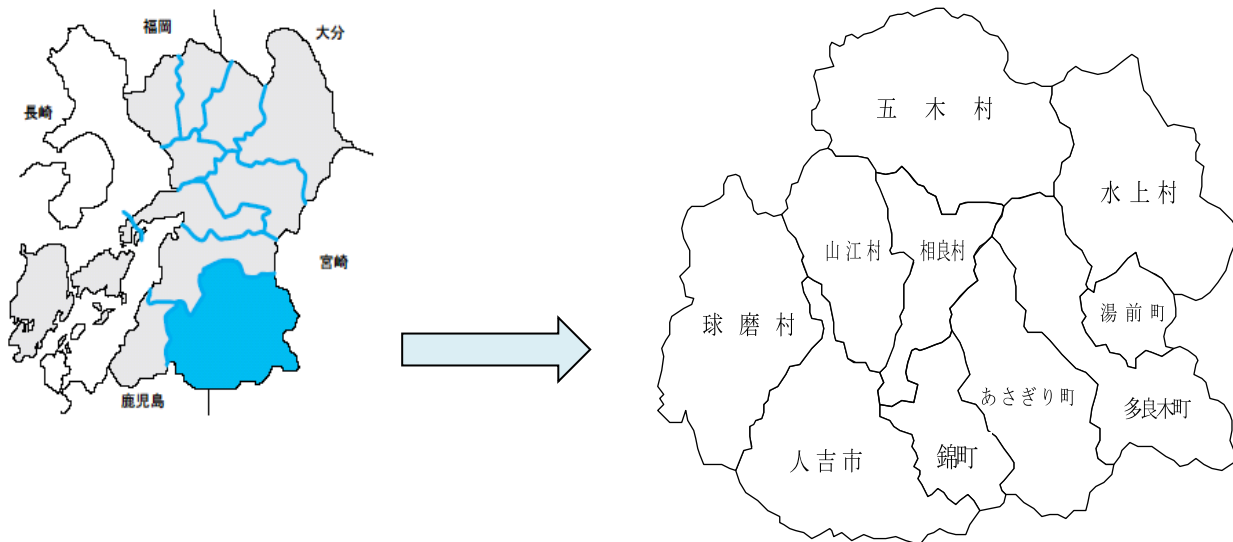 福岡
大分
長崎
宮崎
鹿児島
五木村
水上村
山江村
相良村
湯前町
球磨村
あさぎり町
多良木町
人吉市
錦町